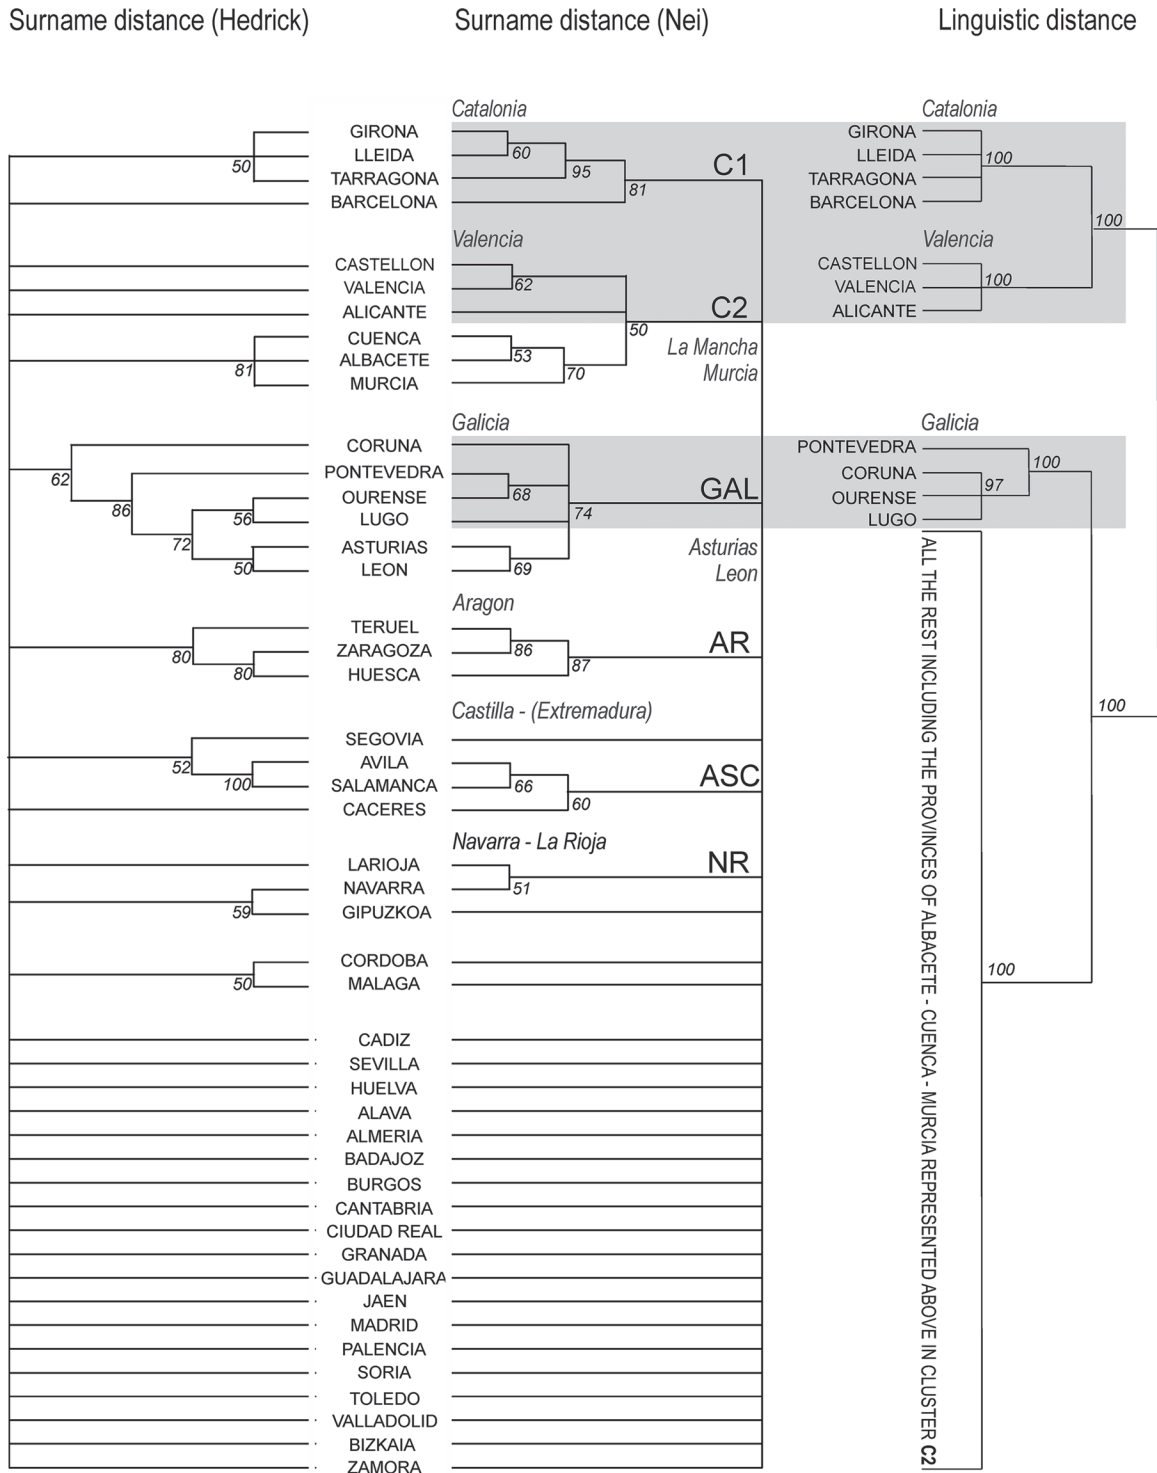 Surname distance (Hedrick)
Surname distance (Nei)
Linguistic distance
Catalonia
Catalonia
GIRONA
GIRONA
LLEIDA
60
LLEIDA
100
50
TARRAGONA
95
C1
TARRAGONA
81
BARCELONA
BARCELONA
100
Valencia
Valencia
CASTELLON
CASTELLON
VALENCIA
62
VALENCIA
100
ALICANTE
C2
ALICANTE
50
CUENCA
La Mancha
ALBACETE
53
81
MURCIA
70
Murcia
Galicia
Galicia
CORUNA
PONTEVEDRA
100
62
PONTEVEDRA
CORUNA
68
GAL
97
86
OURENSE
OURENSE
56
LUGO
74
LUGO
72
ASTURIAS
Asturias
50
LEON
69
Leon
Aragon
TERUEL
80
ZARAGOZA
86
AR
80
HUESCA
87
Castilla - (Extremadura)
100
SEGOVIA
52
AVILA
100
SALAMANCA
66
ASC
CACERES
60
Navarra - La Rioja
LARIOJA
NR
NAVARRA
51
59
GIPUZKOA
CORDOBA
100
50
MALAGA
CADIZ
SEVILLA
HUELVA
ALAVA
ALMERIA
BADAJOZ
BURGOS
CANTABRIA
CIUDAD REAL
GRANADA
GUADALAJARA
JAEN
MADRID
PALENCIA
SORIA
TOLEDO
VALLADOLID
BIZKAIA
ZAMORA
ALL THE REST INCLUDING THE PROVINCES OF ALBACETE - CUENCA - MURCIA REPRESENTED ABOVE IN CLUSTER C2